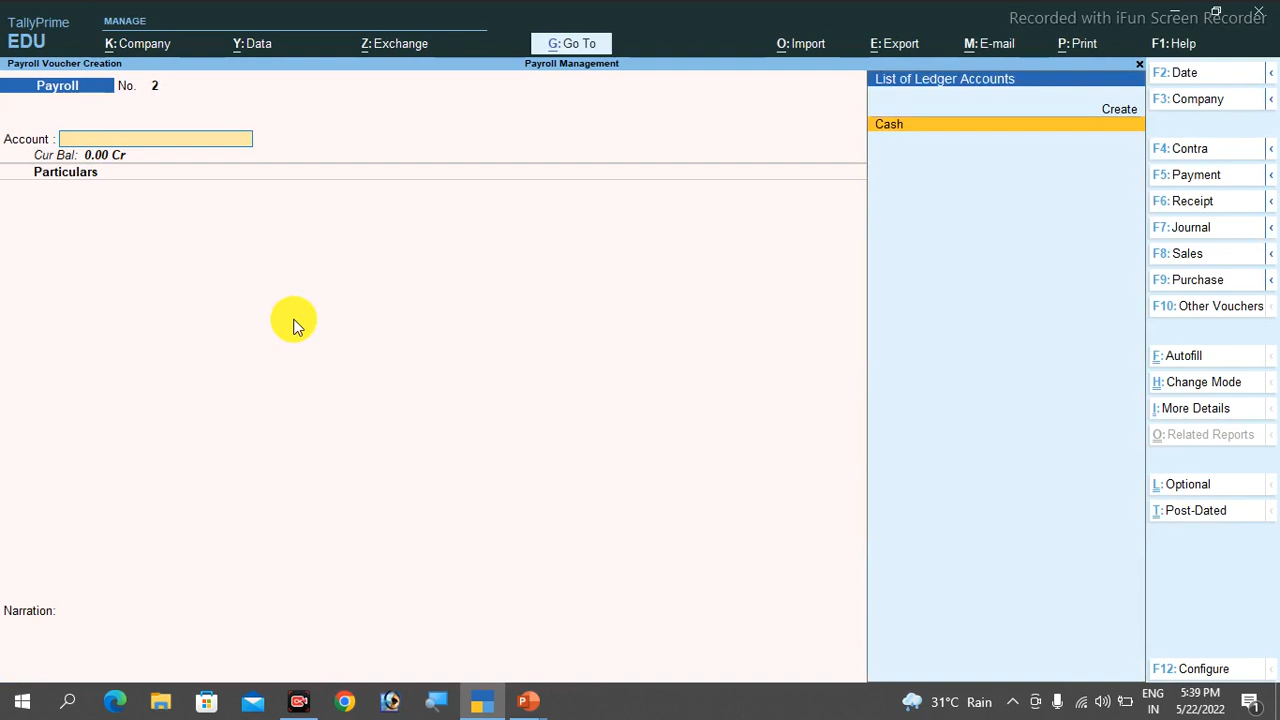 Recorded with iFun Screen Recorder
TallyPrime
EDU
MANAGE
K: Company
Y: Data
Z: Exchange
G: Go To
O: Import
E: Export
M: E-mail
P: Print
F1: Help
Payroll Voucher Creation
Payroll Management
Payroll No. 2
Account :
Cur Bal: 0.00 Cr
Particulars
Narration:
List of Ledger Accounts
Create
Cash
F2: Date
F3: Company
F4: Contra
F5: Payment
F6: Receipt
F7: Journal
F8: Sales
F9: Purchase
F10: Other Vouchers
F: Autofill
H: Change Mode
I: More Details
O: Related Reports
L: Optional
T: Post-Dated
F12: Configure
31°C Rain
ENG
IN
5:39 PM
5/22/2022
1